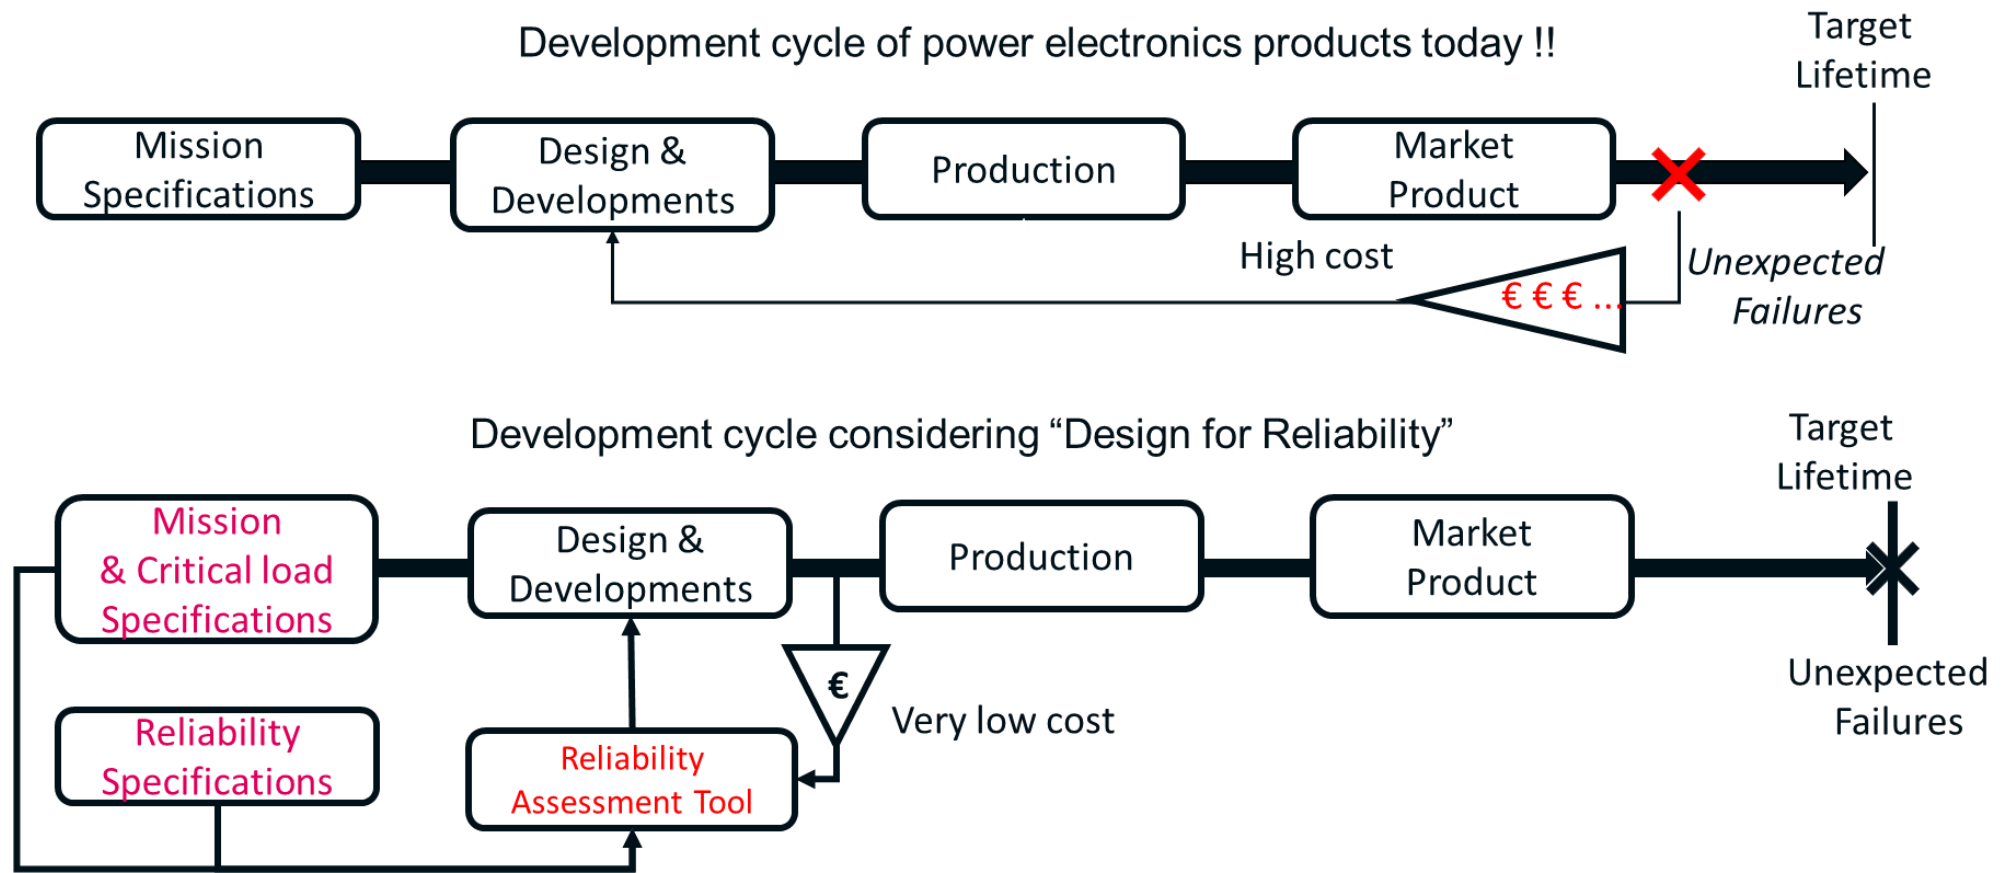 Development cycle of power electronics products today !!
Target
Lifetime
Mission
Specifications
Design &
Developments
Production
Market
Product
High cost
€ € € ...
Unexpected
Failures
Development cycle considering “Design for Reliability”
Target
Lifetime
Mission
& Critical load
Specifications
Design &
Developments
Production
Market
Product
€
Very low cost
Unexpected
Failures
Reliability
Specifications
Reliability
Assessment Tool